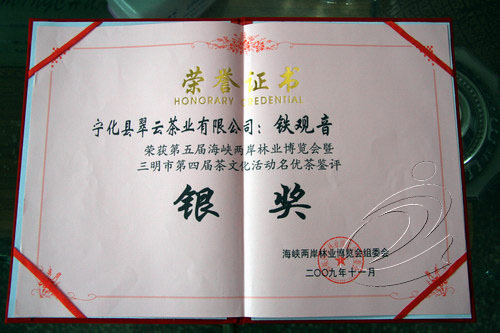 荣誉证书
HONORARY CREDENTIAL
宁化县翠云茶业有限公司：铁观音
荣获第五届海峡两岸林业博览会暨
三明市第四届茶文化活动名优茶鉴评
银 奖
海峡两岸林业博览会组委会
二〇〇九年十一月